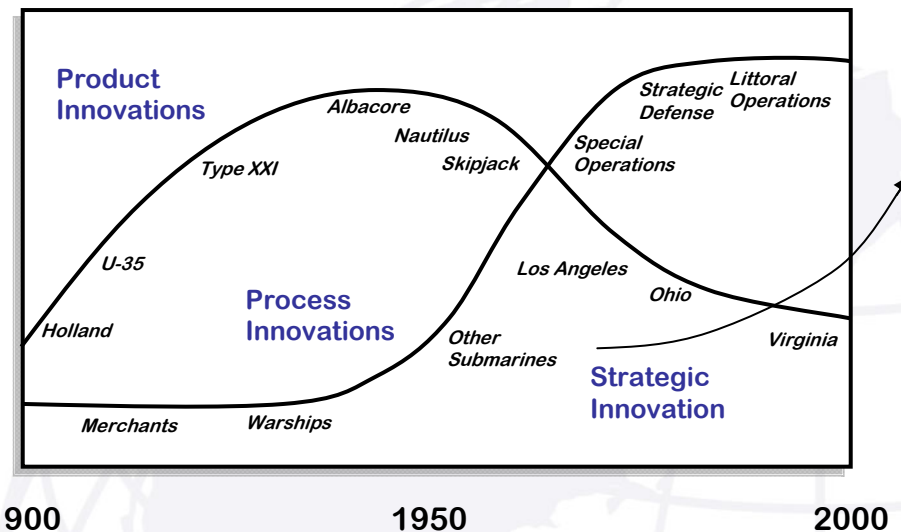 Product
Innovations
Albacore
Nautilus
Skipjack
Type XXI
U-35
Holland
Strategic
Defense
Littoral
Operations
Special
Operations
Los Angeles
Ohio
Virginia
Process
Innovations
Other
Submarines
Strategic
Innovation
Merchants
Warships
900
1950
2000